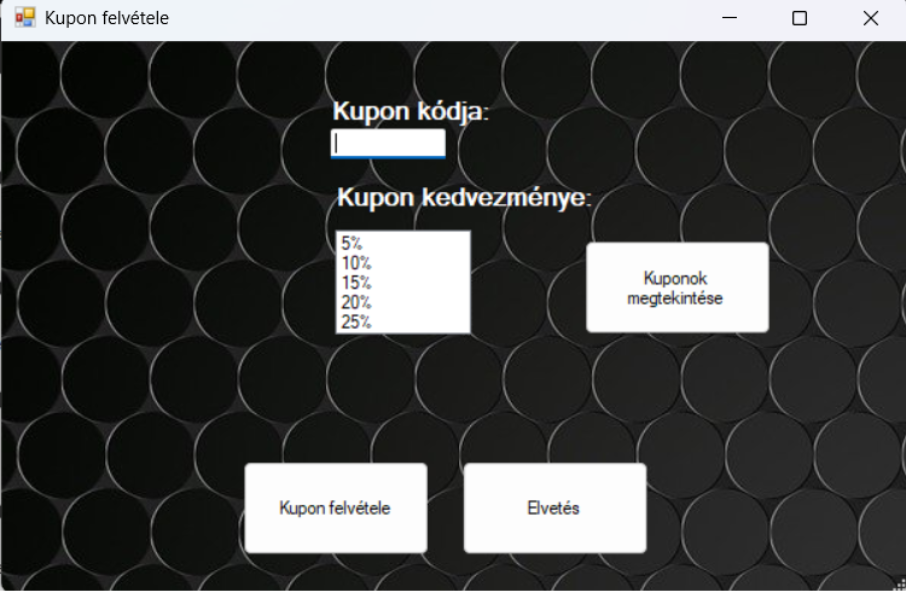 Kupon felvétele
Kupon kódja:
Kupon kedvezménye:
5%
10%
15%
20%
25%
Kuponok
megtekintése
Kupon felvétele
Elvetés